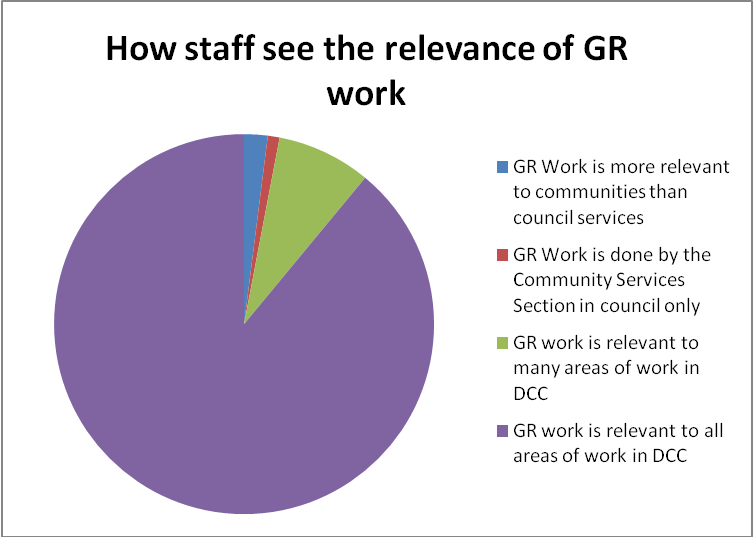 How staff see the relevance of GR
work
GR Work is more relevant
to communities than
council services
GR Work is done by the
Community Services
Section in council only
GR work is relevant to
many areas of work in
DCC
GR work is relevant to all
areas of work in DCC